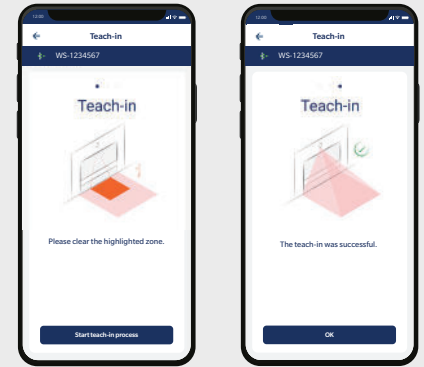 12:00
Teach-in
WS-1234567
Teach-in
Please clear the highlighted zone.
Start teach-in process
12:00
Teach-in
WS-1234567
Teach-in
The teach-in was successful.
OK